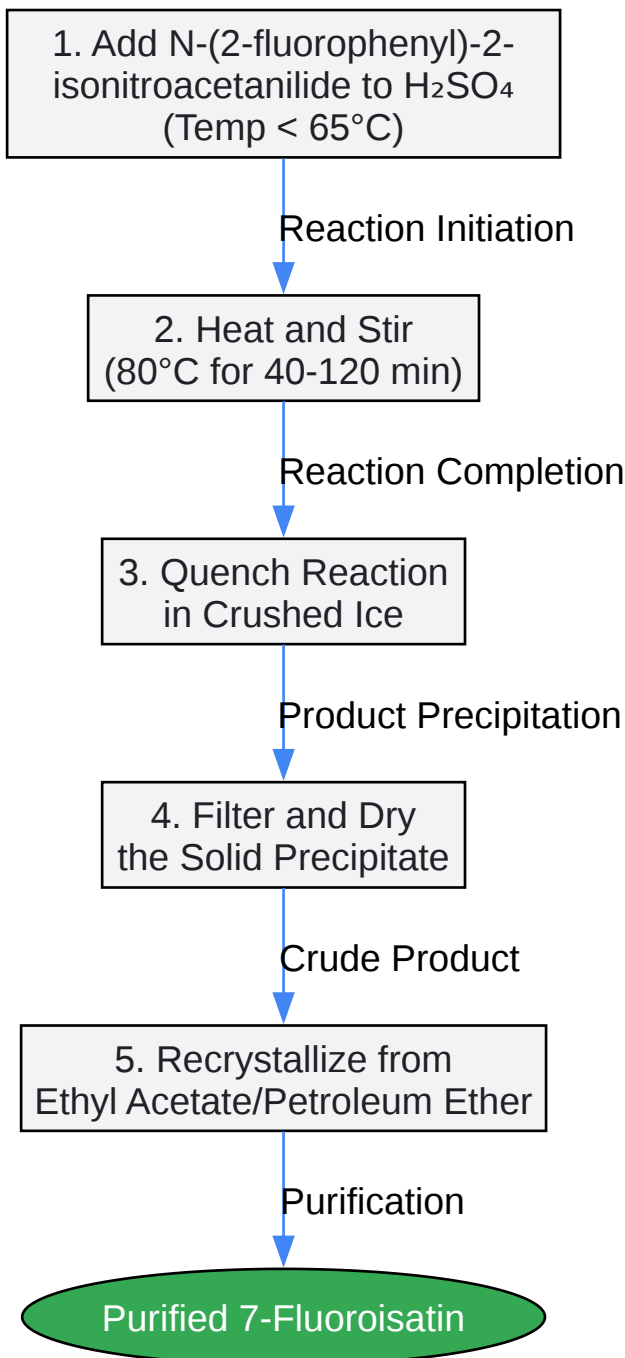 1. Add N-(2-fluorophenyl)-2-
isonitroacetanilide to H₂SO₄
(Temp < 65°C)
Reaction Initiation
2. Heat and Stir
(80°C for 40-120 min)
Reaction Completion
3. Quench Reaction
in Crushed Ice
Product Precipitation
4. Filter and Dry
the Solid Precipitate
Crude Product
5. Recrystallize from
Ethyl Acetate/Petroleum Ether
Purification
Purified 7-Fluoroisatin